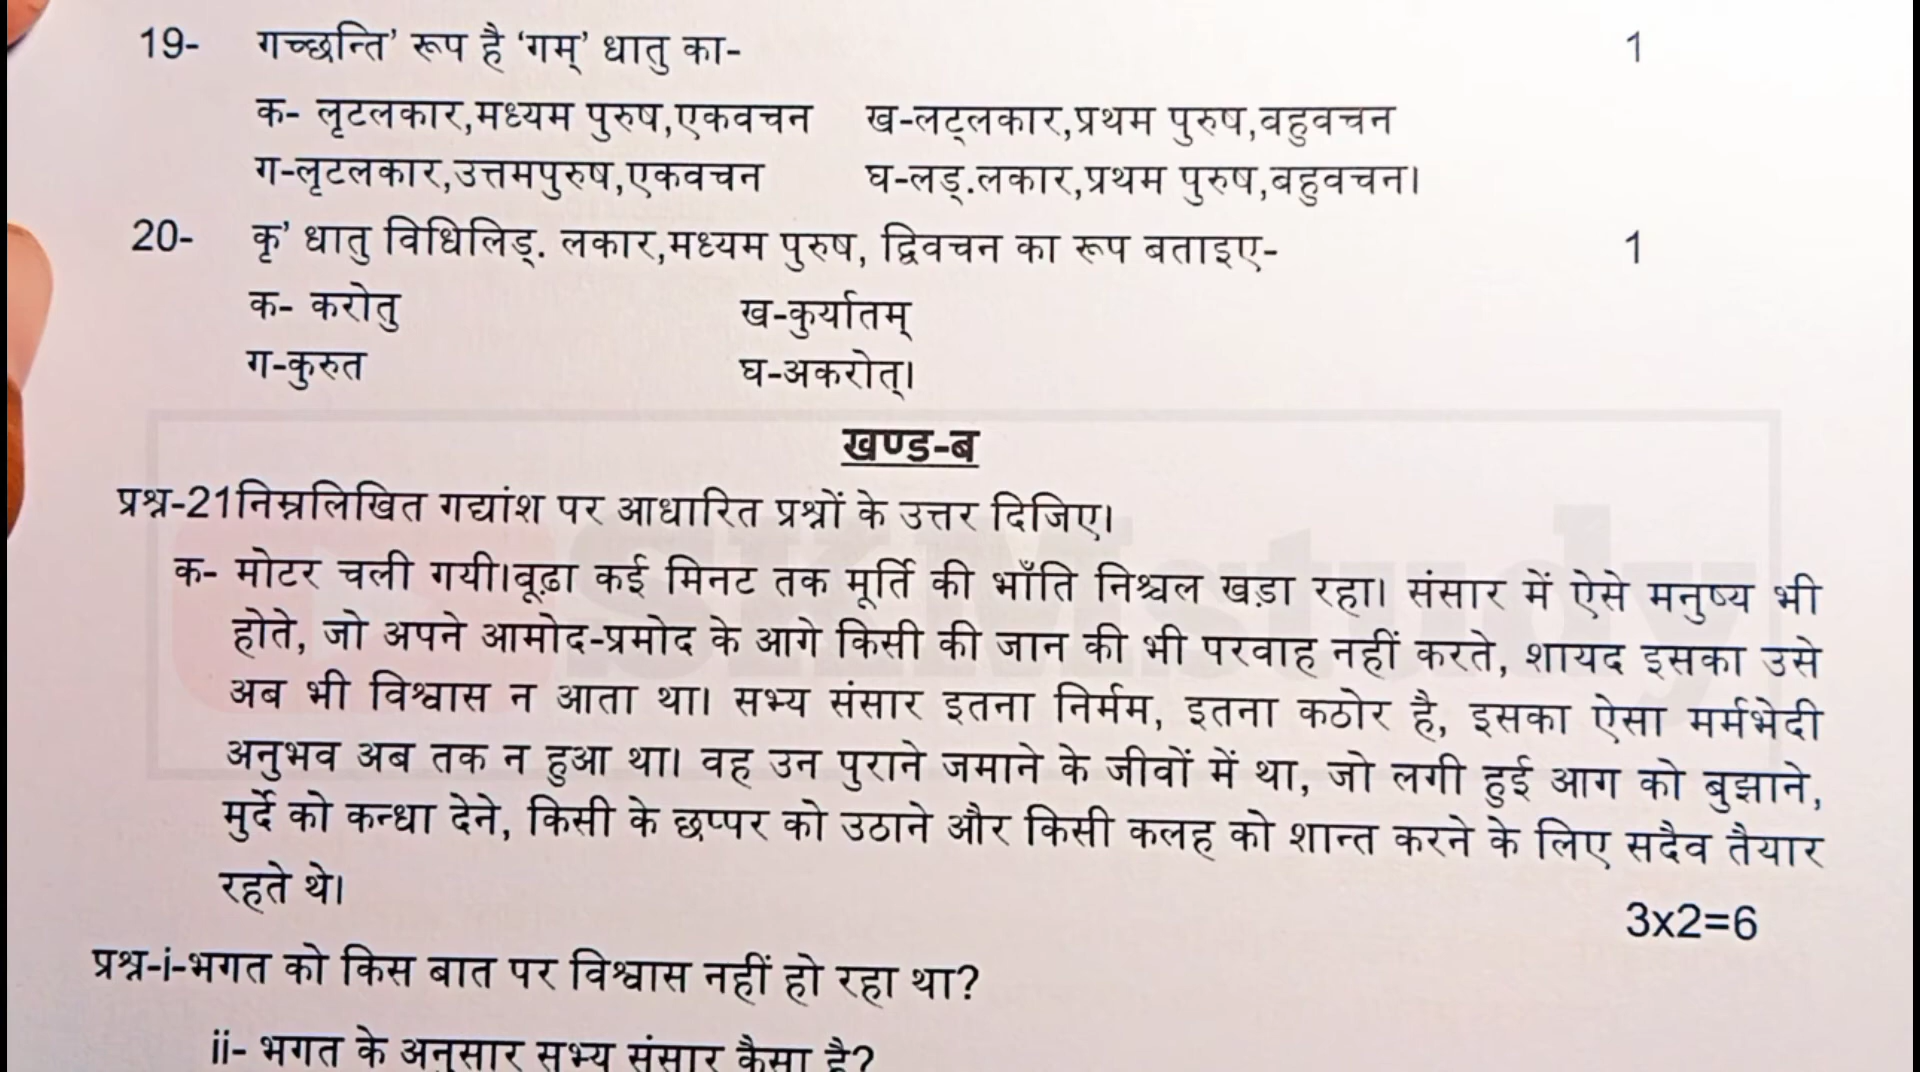 19- गच्छन्ति’ रूप है ‘गम्’ धातु का- 1
क- लृटलकार,मध्यम पुरुष,एकवचन ख-लट्लकार,प्रथम पुरुष,वहुवचन
ग-लृटलकार,उत्तमपुरुष,एकवचन घ-लड्.लकार,प्रथम पुरुष,बहुवचन।
20- कृ’ धातु विधिलिड्. लकार,मध्यम पुरुष, द्विवचन का रूप बताइए- 1
क- करोतु ख-कुर्यातम्
ग-कुरुत घ-अकरोत्।
खण्ड-ब
प्रश्न-21निम्नलिखित गद्यांश पर आधारित प्रश्नों के उत्तर दिजिए।
क- मोटर चली गयी।बूढ़ा कई मिनट तक मूर्ति की भाँति निश्चल खड़ा रहा। संसार में ऐसे मनुष्य भी
होते, जो अपने आमोद-प्रमोद के आगे किसी की जान की भी परवाह नहीं करते, शायद इसका उसे
अब भी विश्वास न आता था। सभ्य संसार इतना निर्मम, इतना कठोर है, इसका ऐसा मर्मभेदी
अनुभव अब तक न हुआ था। वह उन पुराने जमाने के जीवों में था, जो लगी हुई आग को बुझाने,
मुर्दे को कन्धा देने, किसी के छप्पर को उठाने और किसी कलह को शान्त करने के लिए सदैव तैयार
रहते थे।
3x2=6
प्रश्न-i-भगत को किस बात पर विश्वास नहीं हो रहा था?
ii- भगत के अनुसार सभ्य संसार कैसा है?
SKMstudy